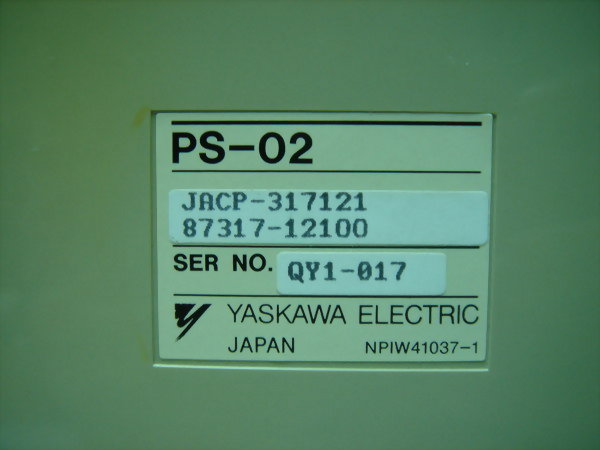 PS-02
JACP-317121
87317-12100
SER NO. QY1-017
YASKAWA ELECTRIC
JAPAN NPIW41037-1